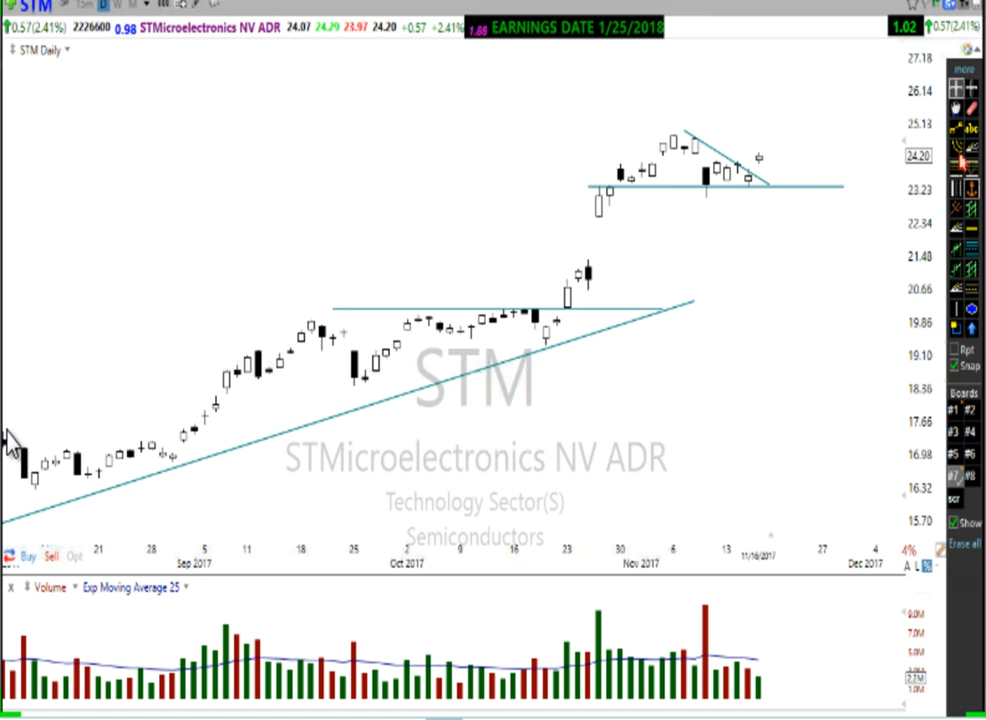 STM 15m D W M
0.57(2.41%) 2226600 0.98 STMicroelectronics NV ADR 24.07 24.29 23.97 24.20 +0.57 +2.41% 1.88 EARNINGS DATE 1/25/2018 1.02 0.57(2.41%)
STM Daily
27.18
more
26.14
25.13
abc
24.20
23.23
22.34
21.48
20.66
19.86
19.10
Rpt
Snap
STM
18.36
Boards
#1 #2
17.65
#3 #4
STMicroelectronics NV ADR
16.98
#5 #6
#7 #8
Technology Sector(S)
16.32
scr
15.70
Show
Semiconductors
Erase all
21 28 5 11 18 25 2 9 16 23 30 6 13 11/16/2017 27 4
Buy Sell Opt
4%
Sep 2017 Oct 2017 Nov 2017 Dec 2017
A L %
x Volume Exp Moving Average 25
9.0M
7.0M
5.0M
2.2M
1.0M